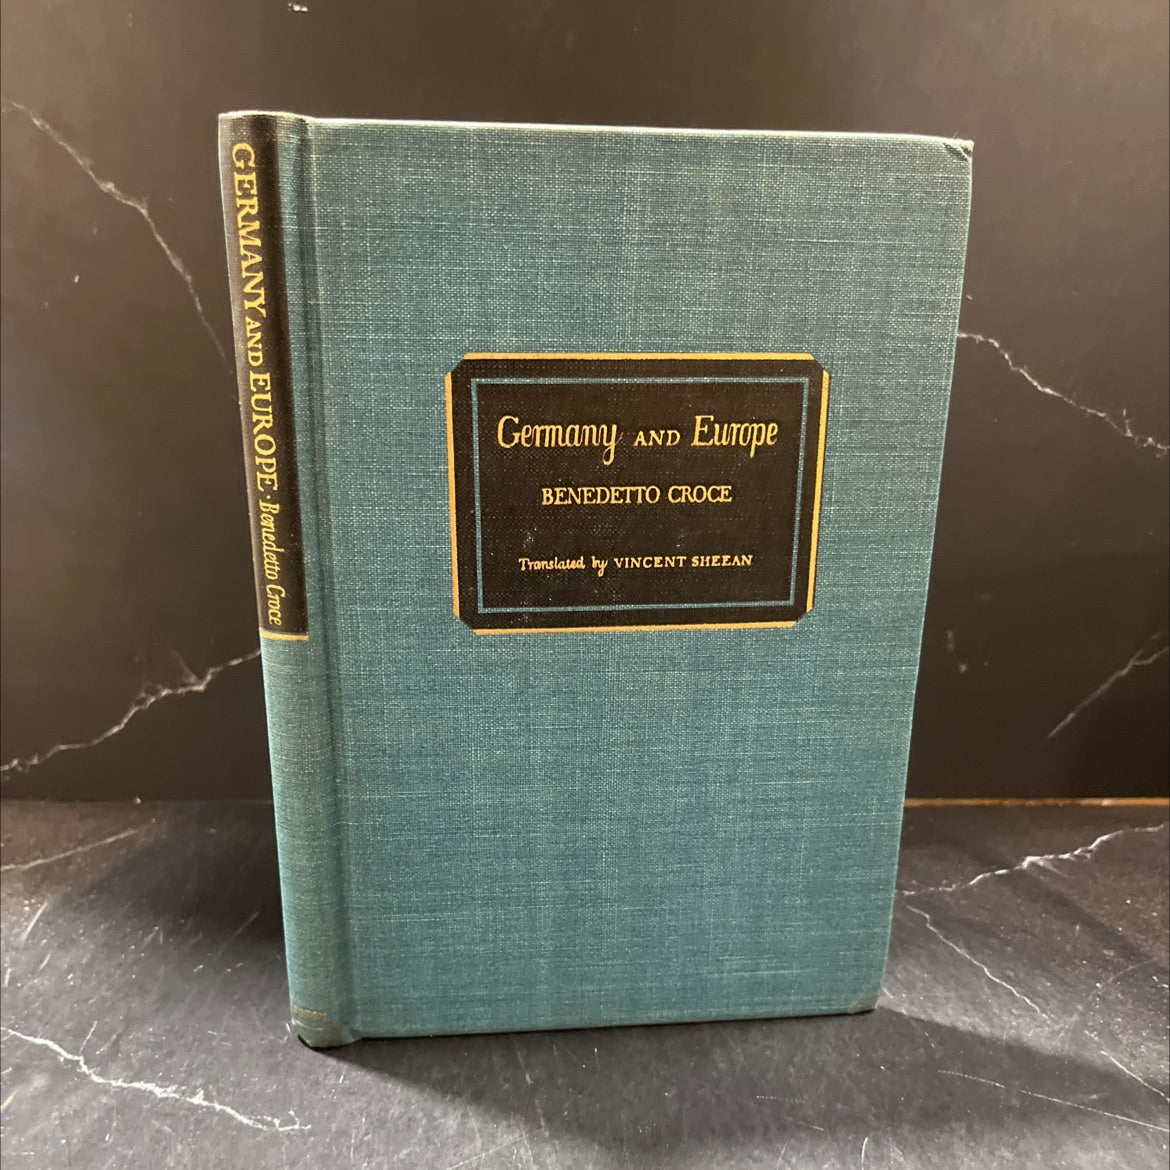 GERMANY AND EUROPE · Benedetto Croce
Germany AND Europe
BENEDETTO CROCE
Translated by VINCENT SHEEAN